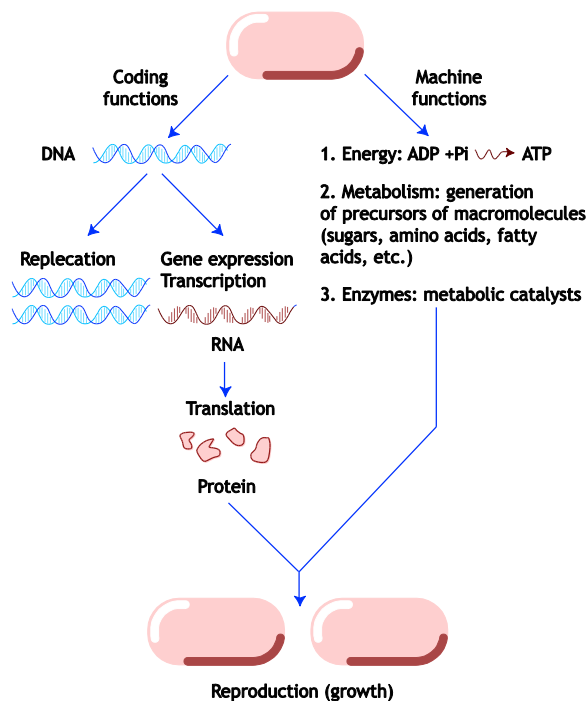 Coding
functions
Machine
functions
DNA
1. Energy: ADP +Pi ATP
2. Metabolism: generation
of precursors of macromolecules
(sugars, amino acids, fatty
acids, etc.)
3. Enzymes: metabolic catalysts
Replecation
Gene expression
Transcription
RNA
Translation
Protein
Reproduction (growth)